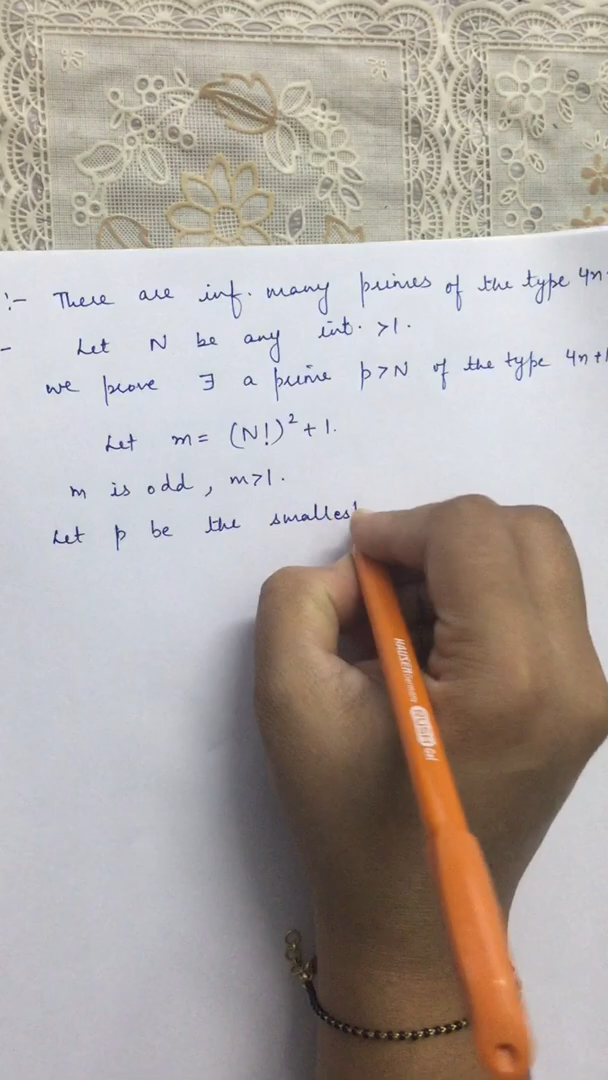 :- There are inf. many primes of the type 4n
- Let N be any int. >1.
we prove ∃ a prime p>N of the type 4n+1
Let m = (N!)² + 1.
m is odd, m>1.
Let p be the smallest
HAUSER